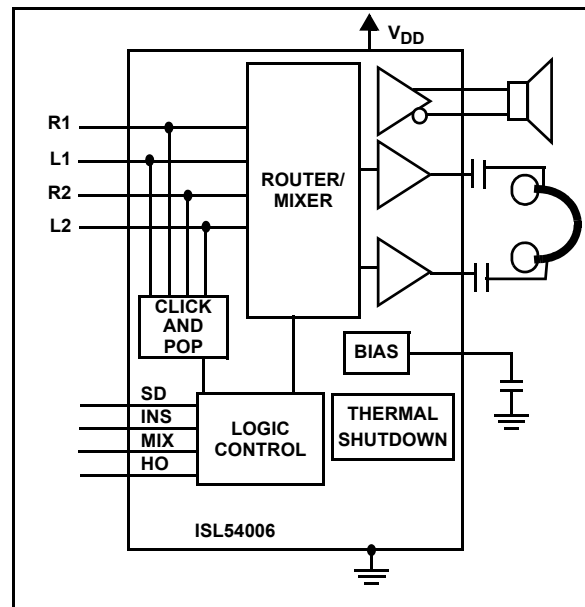 V_DD
R1
L1
R2
L2
ROUTER/
MIXER
CLICK
AND
POP
BIAS
SD
INS
MIX
HO
LOGIC
CONTROL
THERMAL
SHUTDOWN
ISL54006